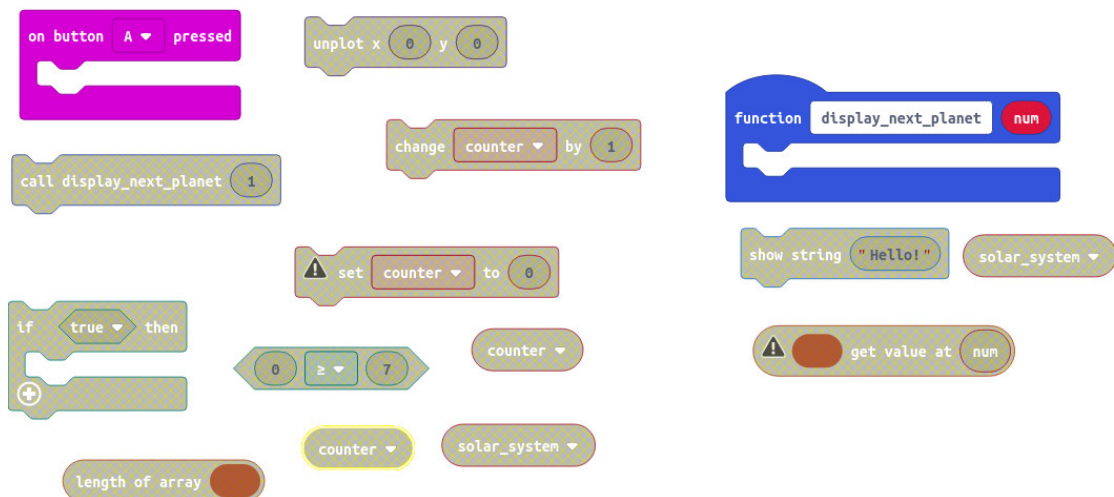 on button A pressed
unplot x 0 y 0
function display_next_planet num
change counter by 1
call display_next_planet 1
show string "Hello!"
solar_system
set counter to 0
if true then
0 ≥ 7
counter
get value at num
counter
solar_system
length of array